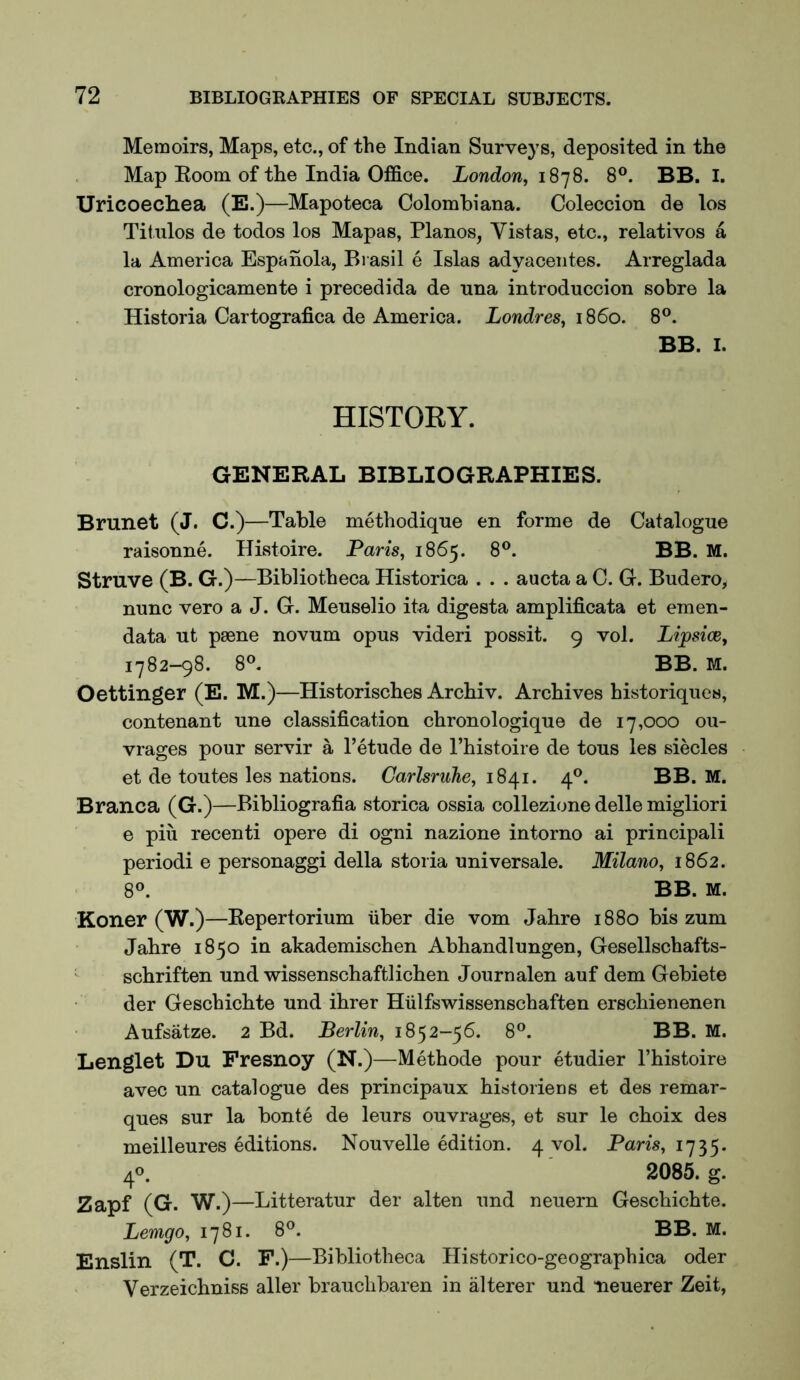 72 BIBLIOGRAPHIES OF SPECIAL SUBJECTS.
Memoirs, Maps, etc., of the Indian Surveys, deposited in the
Map Room of the India Office. London, 1878. 8⁰. BB. I.
Uricoechea (E.)—Mapoteca Colombiana. Coleccion de los
Titulos de todos los Mapas, Planos, Vistas, etc., relativos á
la America Española, Brasil é Islas adyacentes. Arreglada
cronologicamente i precedida de una introduccion sobre la
Historia Cartografica de America. Londres, 1860. 8⁰.
BB. I.
HISTORY.
GENERAL BIBLIOGRAPHIES.
Brunet (J. C.)—Table méthodique en forme de Catalogue
raisonné. Histoire. Paris, 1865. 8⁰. BB. M.
Struve (B. G.)—Bibliotheca Historica . . . aucta a C. G. Budero,
nunc vero a J. G. Meuselio ita digesta amplificata et emen-
data ut pæne novum opus videri possit. 9 vol. Lipsiæ,
1782-98. 8⁰. BB. M.
Oettinger (E. M.)—Historisches Archiv. Archives historiques,
contenant une classification chronologique de 17,000 ou-
vrages pour servir à l'étude de l'histoire de tous les siècles
et de toutes les nations. Carlsruhe, 1841. 4⁰. BB. M.
Branca (G.)—Bibliografia storica ossia collezione delle migliori
e più recenti opere di ogni nazione intorno ai principali
periodi e personaggi della storia universale. Milano, 1862.
8⁰. BB. M.
Koner (W.)—Repertorium über die vom Jahre 1880 bis zum
Jahre 1850 in akademischen Abhandlungen, Gesellschafts-
schriften und wissenschaftlichen Journalen auf dem Gebiete
der Geschichte und ihrer Hülfswissenschaften erschienenen
Aufsätze. 2 Bd. Berlin, 1852-56. 8⁰. BB. M.
Lenglet Du Fresnoy (N.)—Méthode pour étudier l'histoire
avec un catalogue des principaux historiens et des remar-
ques sur la bonté de leurs ouvrages, et sur le choix des
meilleures éditions. Nouvelle édition. 4 vol. Paris, 1735.
4⁰. 2085. g.
Zapf (G. W.)—Litteratur der alten und neuern Geschichte.
Lemgo, 1781. 8⁰. BB. M.
Enslin (T. C. F.)—Bibliotheca Historico-geographica oder
Verzeichniss aller brauchbaren in älterer und neuerer Zeit,